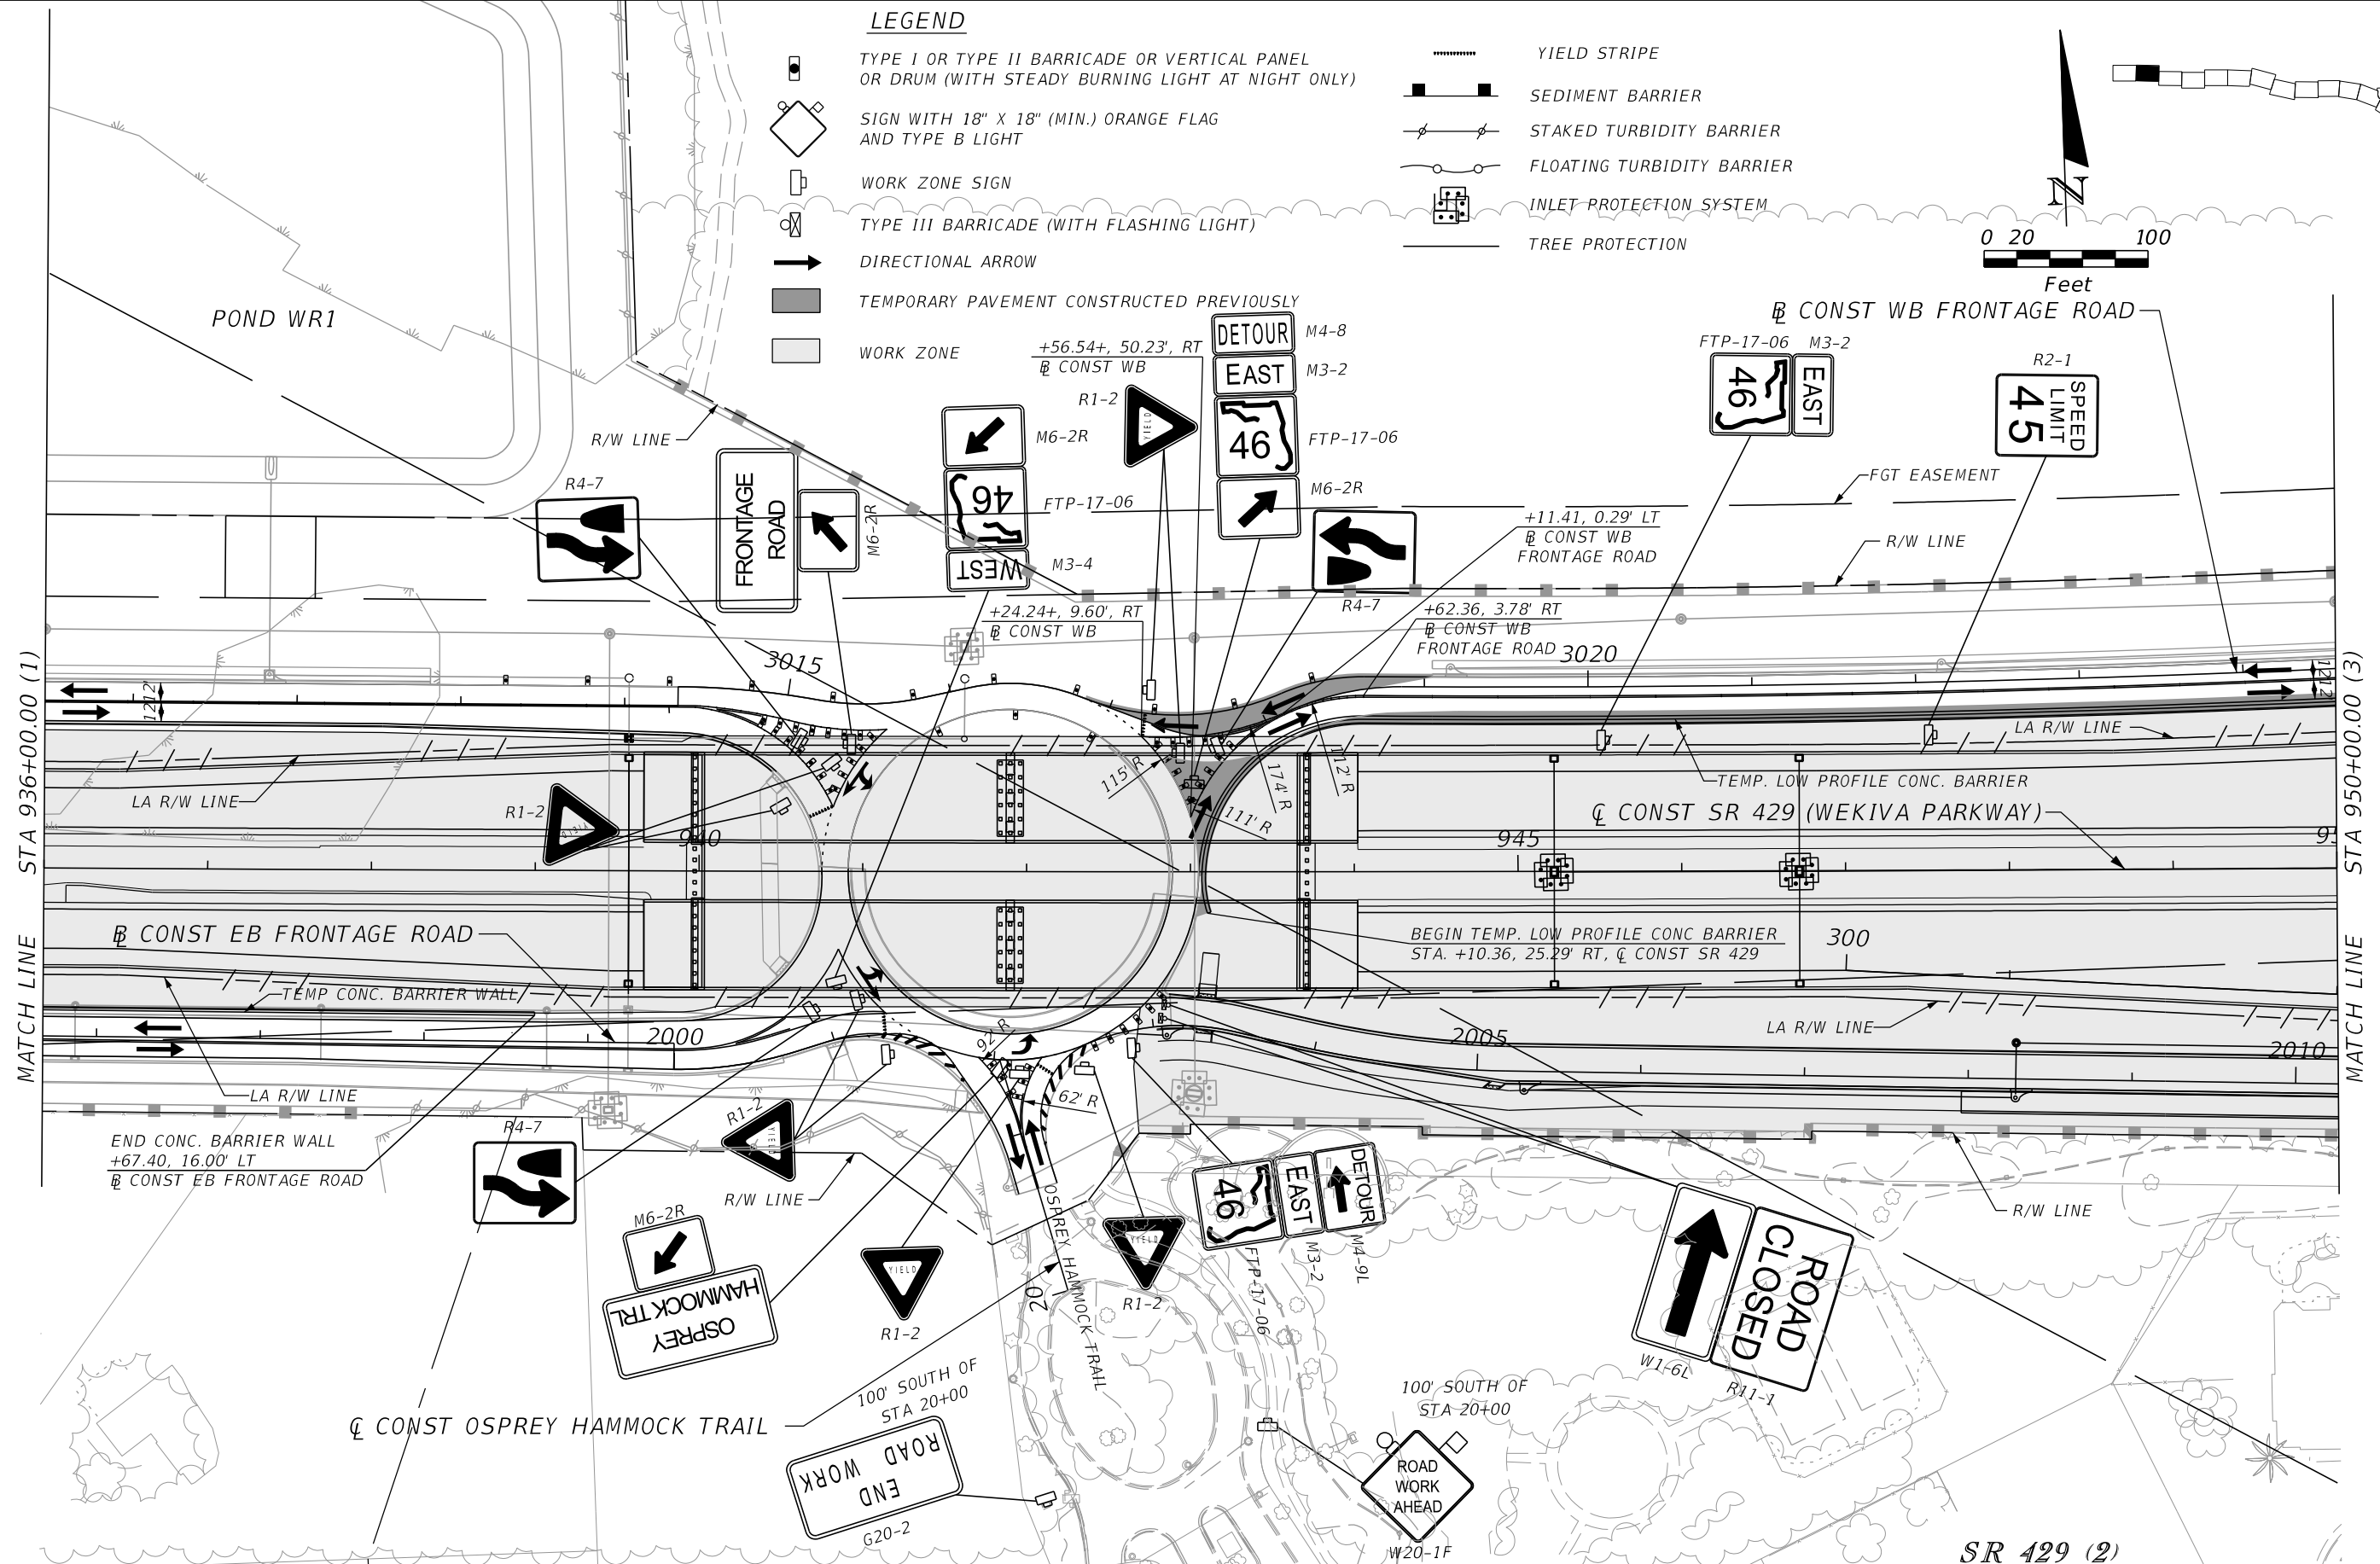 LEGEND
TYPE I OR TYPE II BARRICADE OR VERTICAL PANEL
OR DRUM (WITH STEADY BURNING LIGHT AT NIGHT ONLY)
SIGN WITH 18" X 18" (MIN.) ORANGE FLAG
AND TYPE B LIGHT
WORK ZONE SIGN
TYPE III BARRICADE (WITH FLASHING LIGHT)
DIRECTIONAL ARROW
TEMPORARY PAVEMENT CONSTRUCTED PREVIOUSLY
WORK ZONE
YIELD STRIPE
SEDIMENT BARRIER
STAKED TURBIDITY BARRIER
FLOATING TURBIDITY BARRIER
INLET PROTECTION SYSTEM
TREE PROTECTION
N
0 20 100
Feet
POND WR1
R/W LINE
R4-7
FRONTAGE
ROAD
M6-2R
M6-2R
46
FTP-17-06
WEST
M3-4
+56.54+, 50.23', RT
℄ CONST WB
R1-2
YIELD
DETOUR
M4-8
EAST
M3-2
46
FTP-17-06
M6-2R
R4-7
+24.24+, 9.60', RT
℄ CONST WB
+11.41, 0.29' LT
℄ CONST WB
FRONTAGE ROAD
+62.36, 3.78' RT
℄ CONST WB
FRONTAGE ROAD
℄ CONST WB FRONTAGE ROAD
FTP-17-06 M3-2
46
EAST
R2-1
SPEED
LIMIT
45
FGT EASEMENT
R/W LINE
3015
3020
12'
12'
12'
12'
MATCH LINE STA 936+00.00 (1)
MATCH LINE STA 950+00.00 (3)
LA R/W LINE
LA R/W LINE
TEMP. LOW PROFILE CONC. BARRIER
℄ CONST SR 429 (WEKIVA PARKWAY)
115' R
174' R
112' R
111' R
R1-2
YIELD
940
945
95
℄ CONST EB FRONTAGE ROAD
BEGIN TEMP. LOW PROFILE CONC BARRIER
STA. +10.36, 25.29' RT, ℄ CONST SR 429
300
TEMP CONC. BARRIER WALL
2000
2005
2010
LA R/W LINE
LA R/W LINE
92' R
62' R
END CONC. BARRIER WALL
+67.40, 16.00' LT
℄ CONST EB FRONTAGE ROAD
R4-7
R1-2
YIELD
R/W LINE
M6-2R
OSPREY
HAMMOCK TRL
YIELD
R1-2
YIELD
R1-2
46
EAST
DETOUR
FTP-17-06
M3-2
M4-9L
OSPREY HAMMOCK TRAIL
20
ROAD
CLOSED
W1-6L
R11-1
R/W LINE
℄ CONST OSPREY HAMMOCK TRAIL
100' SOUTH OF
STA 20+00
END
ROAD WORK
G20-2
100' SOUTH OF
STA 20+00
ROAD
WORK
AHEAD
W20-1F
SR 429 (2)